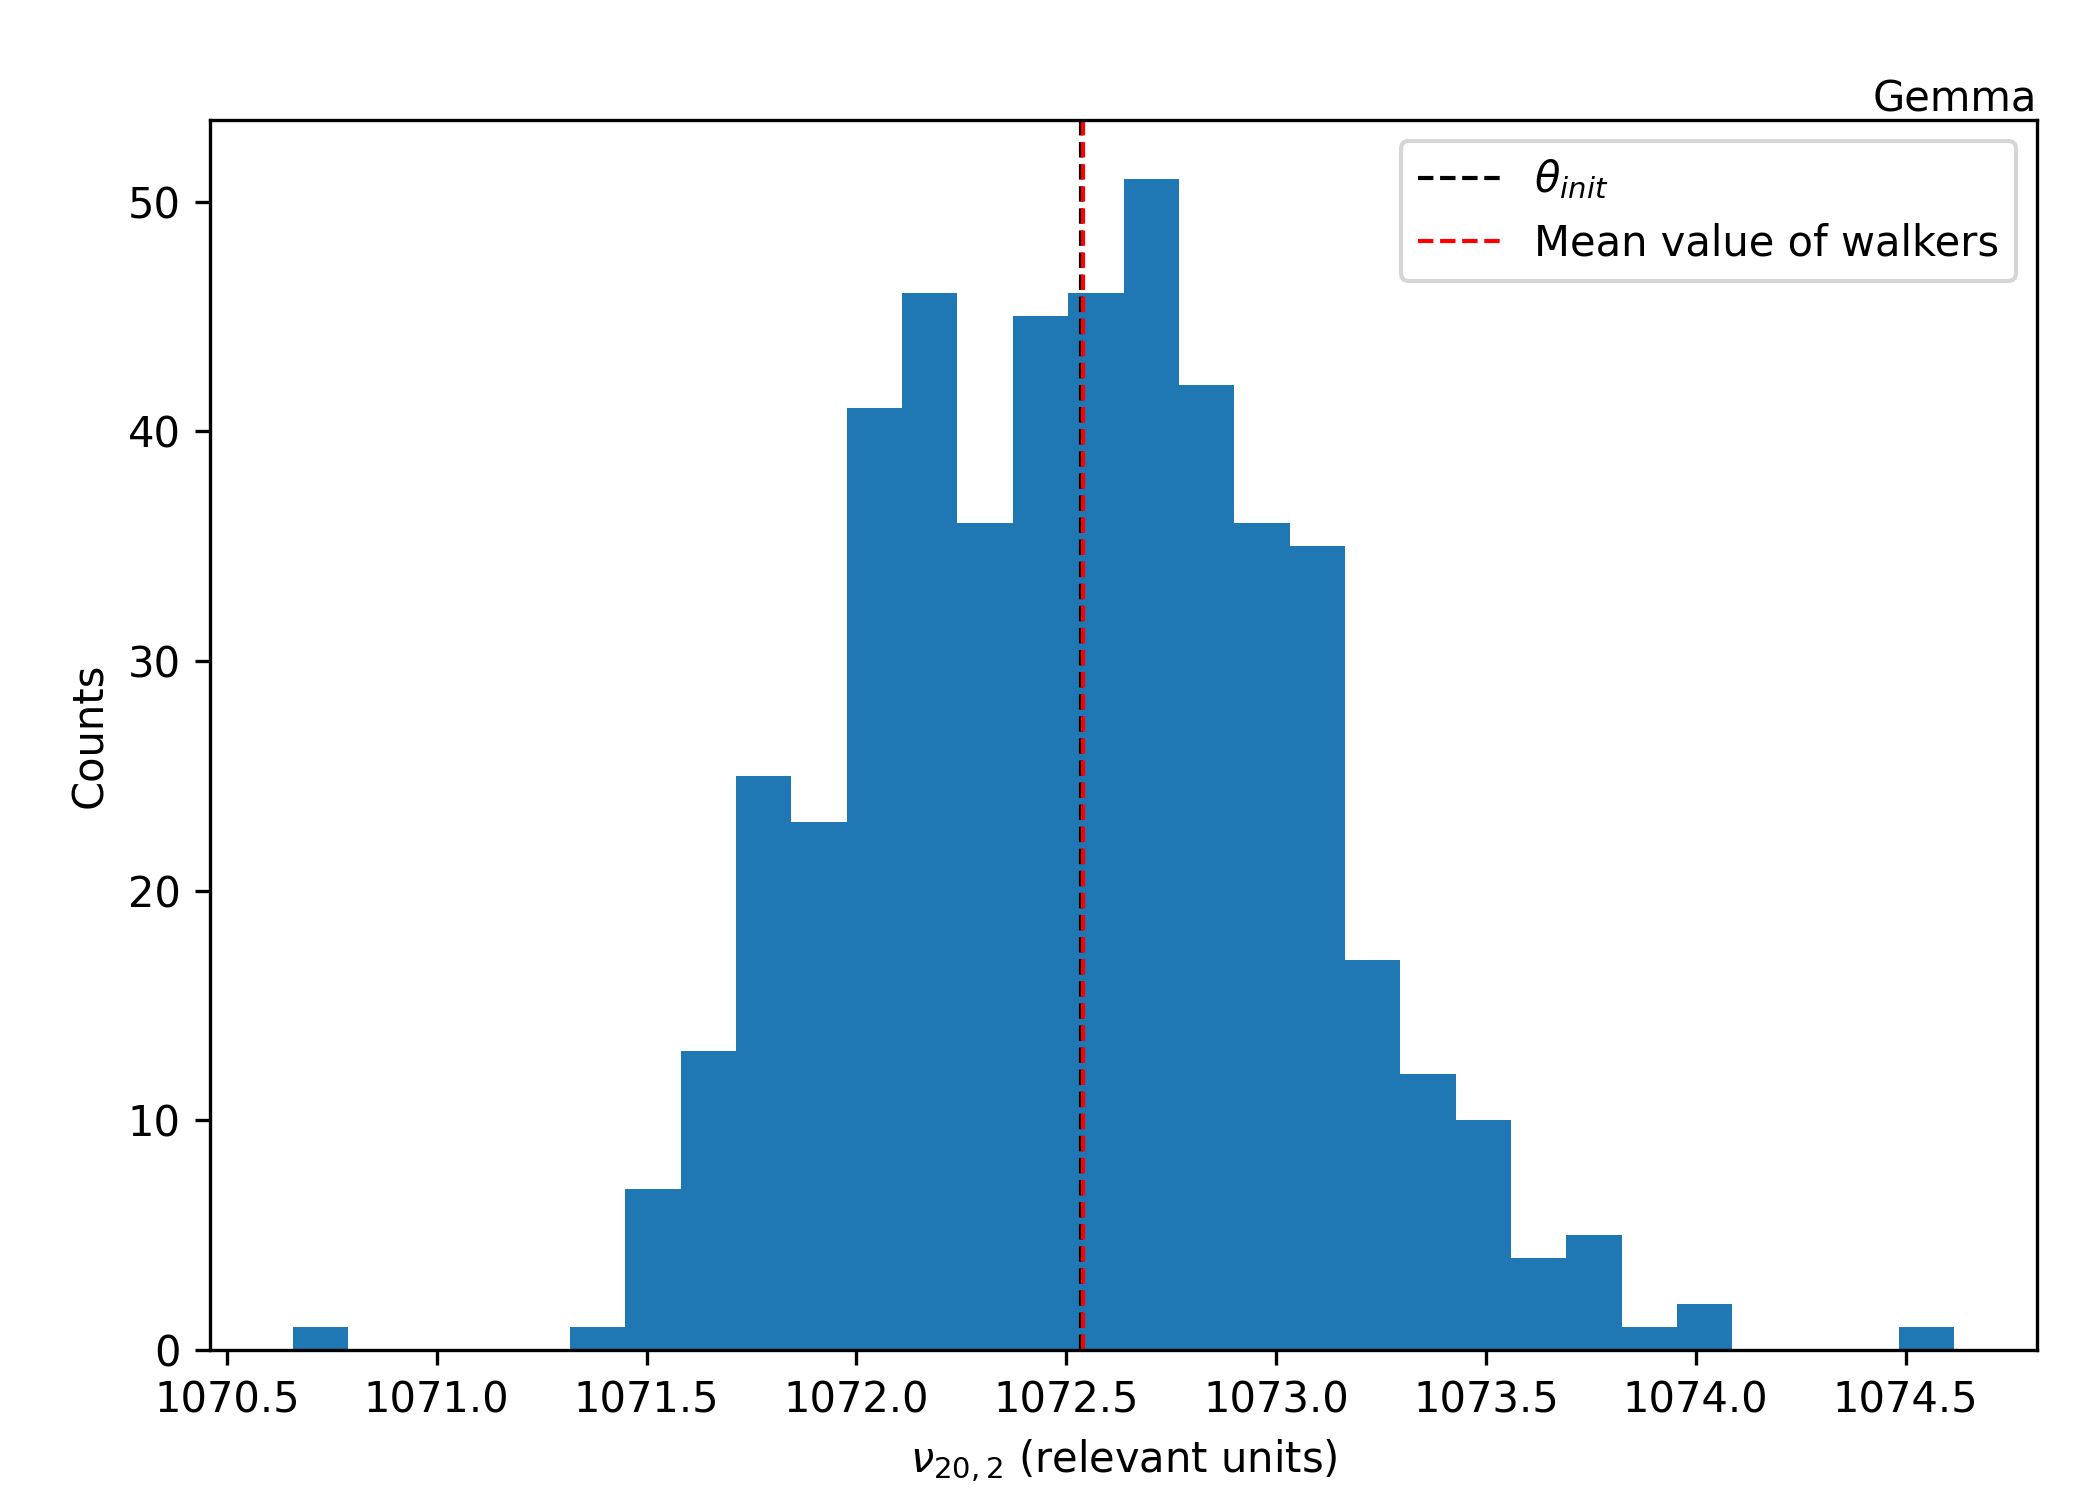 Gemma
θinit
Mean value of walkers
50
40
30
20
10
0
Counts
1070.5 1071.0 1071.5 1072.0 1072.5 1073.0 1073.5 1074.0 1074.5
ν20, 2 (relevant units)